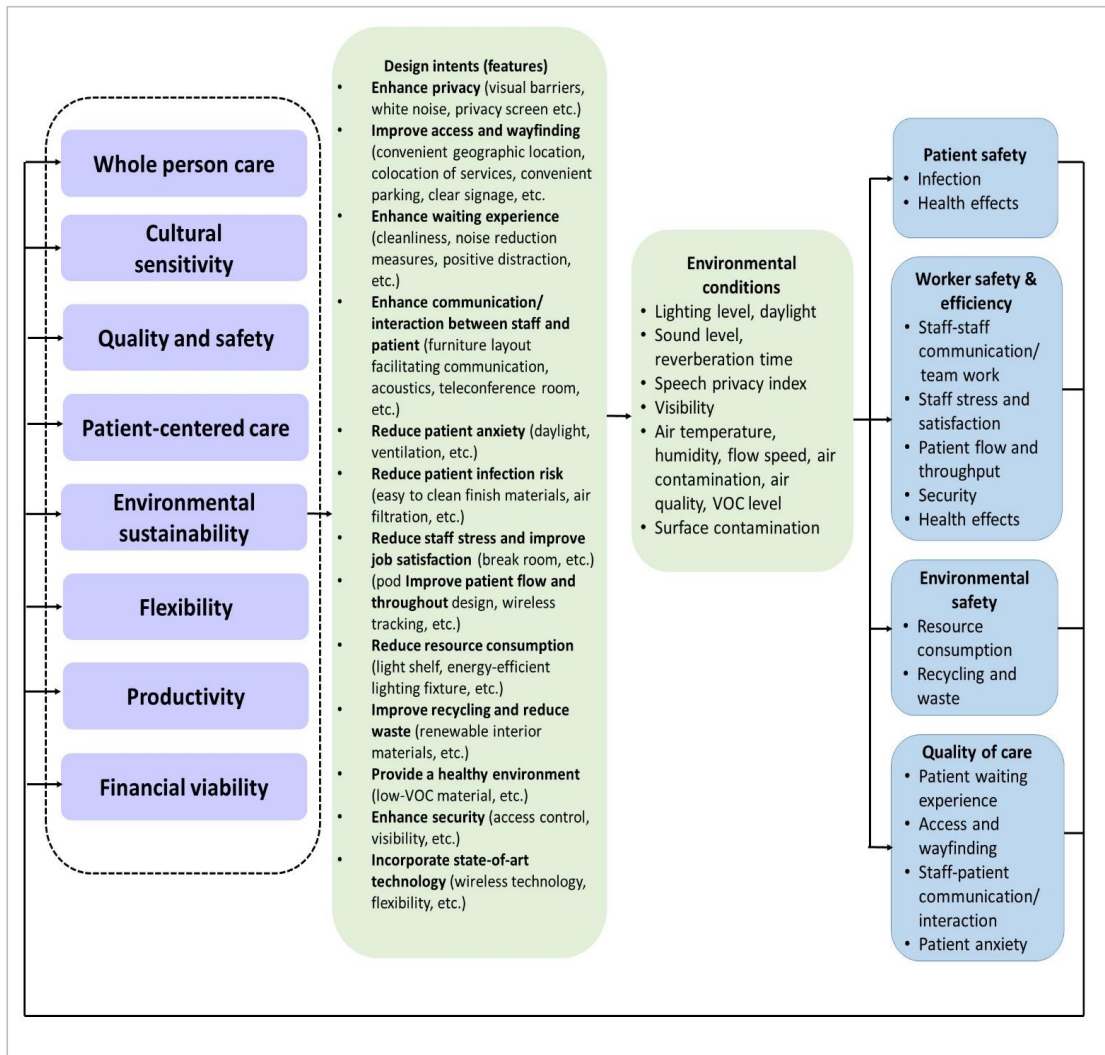 Whole person care
Cultural
sensitivity
Quality and safety
Patient-centered care
Environmental
sustainability
Flexibility
Productivity
Financial viability
Design intents (features)
• Enhance privacy (visual barriers,
white noise, privacy screen etc.)
• Improve access and wayfinding
(convenient geographic location,
colocation of services, convenient
parking, clear signage, etc.
• Enhance waiting experience
(cleanliness, noise reduction
measures, positive distraction,
etc.)
• Enhance communication/
interaction between staff and
patient (furniture layout
facilitating communication,
acoustics, teleconference room,
etc.)
• Reduce patient anxiety (daylight,
ventilation, etc.)
• Reduce patient infection risk
(easy to clean finish materials, air
filtration, etc.)
• Reduce staff stress and improve
job satisfaction (break room, etc.)
• (pod Improve patient flow and
throughout design, wireless
tracking, etc.)
• Reduce resource consumption
(light shelf, energy-efficient
lighting fixture, etc.)
• Improve recycling and reduce
waste (renewable interior
materials, etc.)
• Provide a healthy environment
(low-VOC material, etc.)
• Enhance security (access control,
visibility, etc.)
• Incorporate state-of-art
technology (wireless technology,
flexibility, etc.)
Environmental
conditions
• Lighting level, daylight
• Sound level,
reverberation time
• Speech privacy index
• Visibility
• Air temperature,
humidity, flow speed, air
contamination, air
quality, VOC level
• Surface contamination
Patient safety
• Infection
• Health effects
Worker safety &
efficiency
• Staff-staff
communication/
team work
• Staff stress and
satisfaction
• Patient flow and
throughput
• Security
• Health effects
Environmental
safety
• Resource
consumption
• Recycling and
waste
Quality of care
• Patient waiting
experience
• Access and
wayfinding
• Staff-patient
communication/
interaction
• Patient anxiety